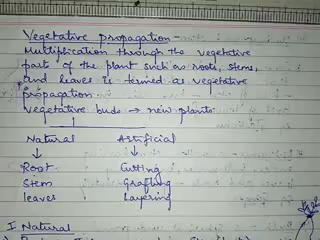 Vegetative propagation -
Multiplication through the vegetative
parts of the plant such as roots, stems,
and leaves is termed as vegetative
propagation.
Vegetative buds → new plants
Natural Artificial
↓ ↓
Root Cutting
Stem Grafting
leaves Layering
I Natural